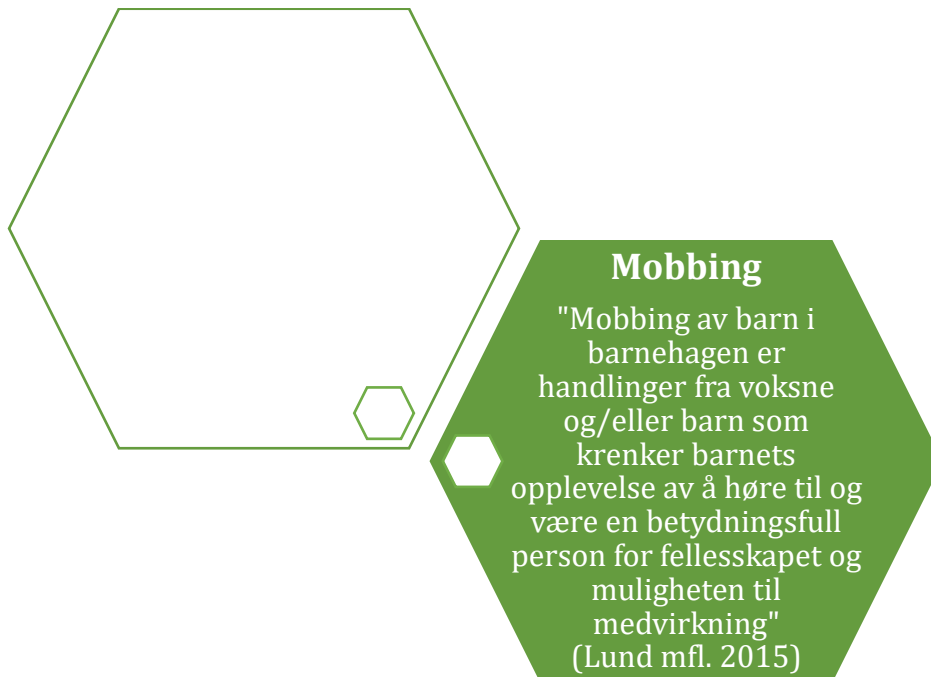 Mobbing
"Mobbing av barn i
barnehagen er
handlinger fra voksne
og/eller barn som
krenker barnets
opplevelse av å høre til og
være en betydningsfull
person for fellesskapet og
muligheten til
medvirkning"
(Lund mfl. 2015)